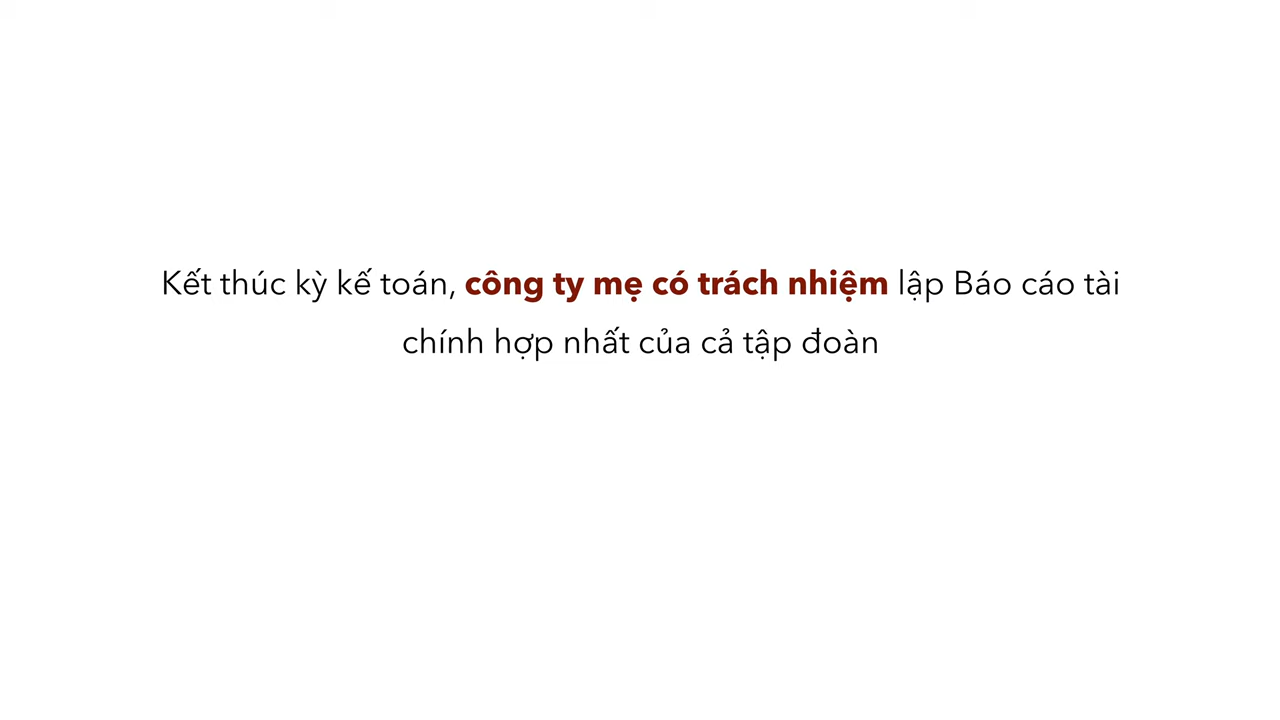 Kết thúc kỳ kế toán, công ty mẹ có trách nhiệm lập Báo cáo tài
chính hợp nhất của cả tập đoàn